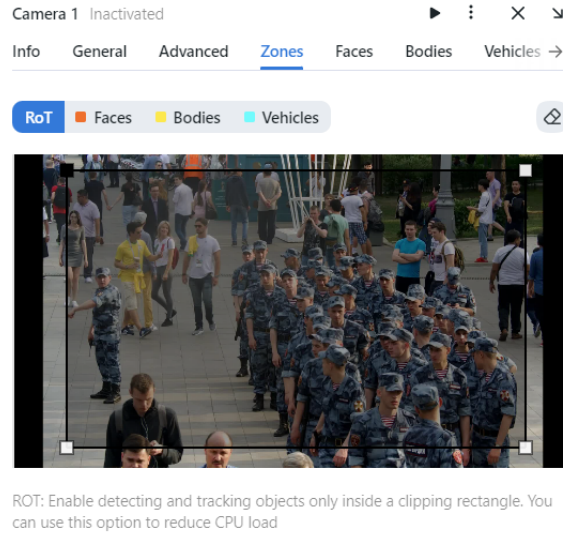 Camera 1 Inactivated
Info General Advanced Zones Faces Bodies Vehicles
RoT Faces Bodies Vehicles
ROT: Enable detecting and tracking objects only inside a clipping rectangle. You
can use this option to reduce CPU load